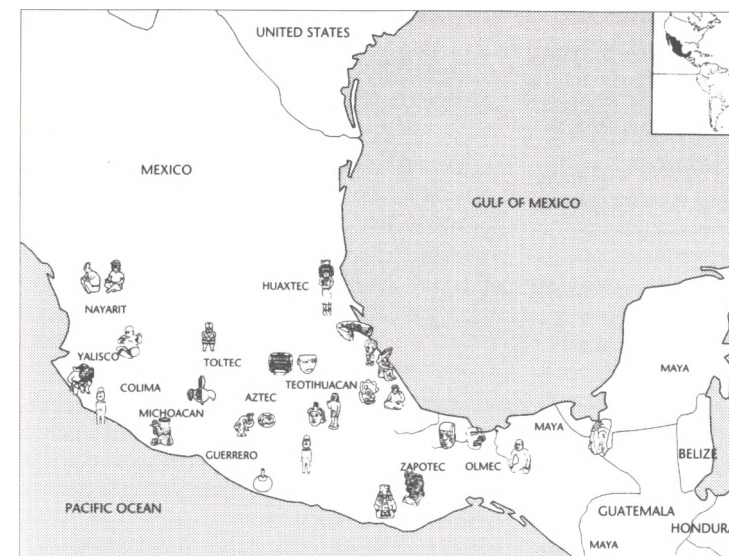 UNITED STATES
MEXICO
GULF OF MEXICO
HUAXTEC
NAYARIT
YALISCO
TOLTEC
TEOTIHUACAN
MAYA
COLIMA
AZTEC
MICHOACAN
MAYA
GUERRERO
BELIZE
ZAPOTEC
OLMEC
PACIFIC OCEAN
GUATEMALA
HONDURA
MAYA